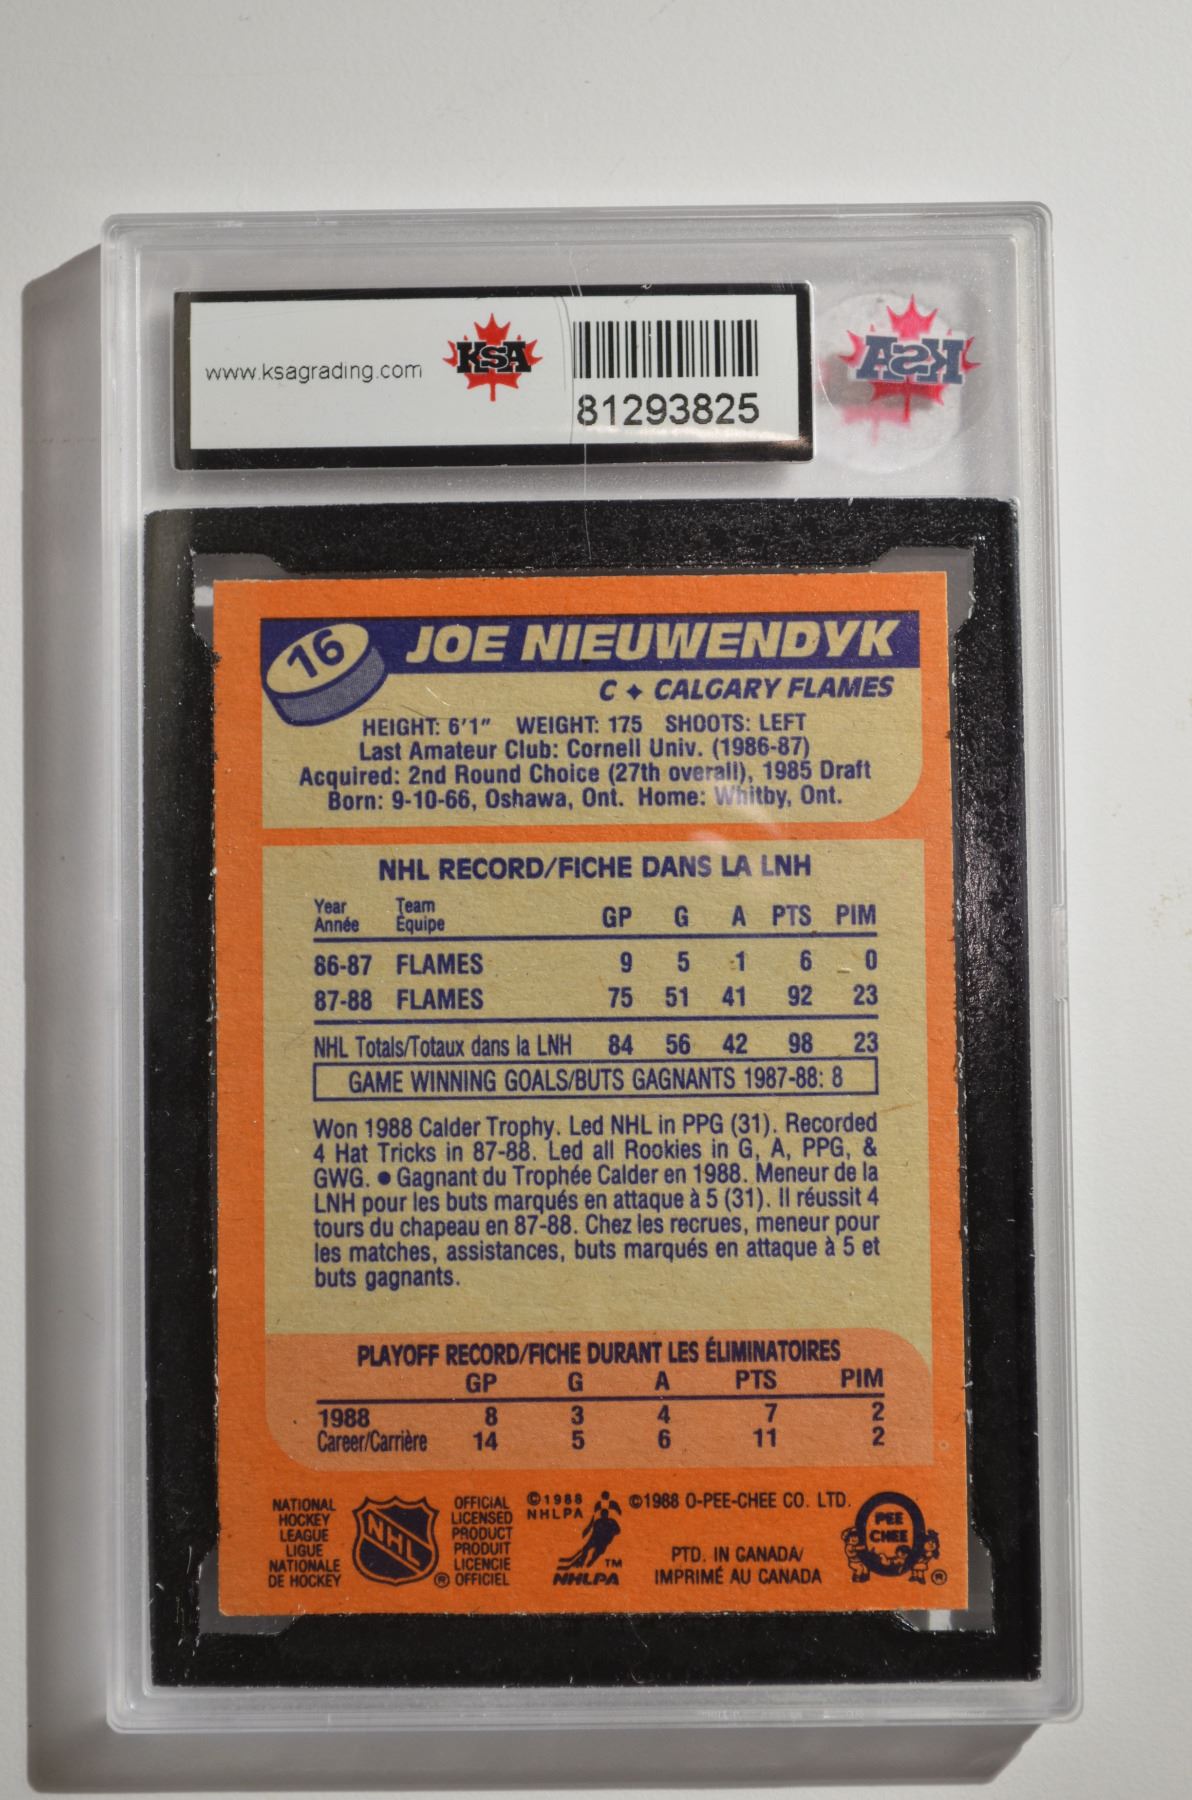 www.ksagrading.com
KSA
81293825
KSA
16
JOE NIEUWENDYK
C ✦ CALGARY FLAMES
HEIGHT: 6'1" WEIGHT: 175 SHOOTS: LEFT
Last Amateur Club: Cornell Univ. (1986-87)
Acquired: 2nd Round Choice (27th overall), 1985 Draft
Born: 9-10-66, Oshawa, Ont. Home: Whitby, Ont.
NHL RECORD/FICHE DANS LA LNH
Year Team
Année Équipe GP G A PTS PIM
86-87 FLAMES 9 5 1 6 0
87-88 FLAMES 75 51 41 92 23
NHL Totals/Totaux dans la LNH 84 56 42 98 23
GAME WINNING GOALS/BUTS GAGNANTS 1987-88: 8
Won 1988 Calder Trophy. Led NHL in PPG (31). Recorded
4 Hat Tricks in 87-88. Led all Rookies in G, A, PPG, &
GWG. ● Gagnant du Trophée Calder en 1988. Meneur de la
LNH pour les buts marqués en attaque à 5 (31). Il réussit 4
tours du chapeau en 87-88. Chez les recrues, meneur pour
les matches, assistances, buts marqués en attaque à 5 et
buts gagnants.
PLAYOFF RECORD/FICHE DURANT LES ÉLIMINATOIRES
GP G A PTS PIM
1988 8 3 4 7 2
Career/Carrière 14 5 6 11 2
NATIONAL
HOCKEY
LEAGUE
LIGUE
NATIONALE
DE HOCKEY
NHL
®
OFFICIAL
LICENSED
PRODUCT
PRODUIT
LICENCIE
OFFICIEL
©1988
NHLPA
TM
NHLPA
©1988 O-PEE-CHEE CO. LTD.
PTD. IN CANADA/
IMPRIMÉ AU CANADA
PEE
CHEE
®